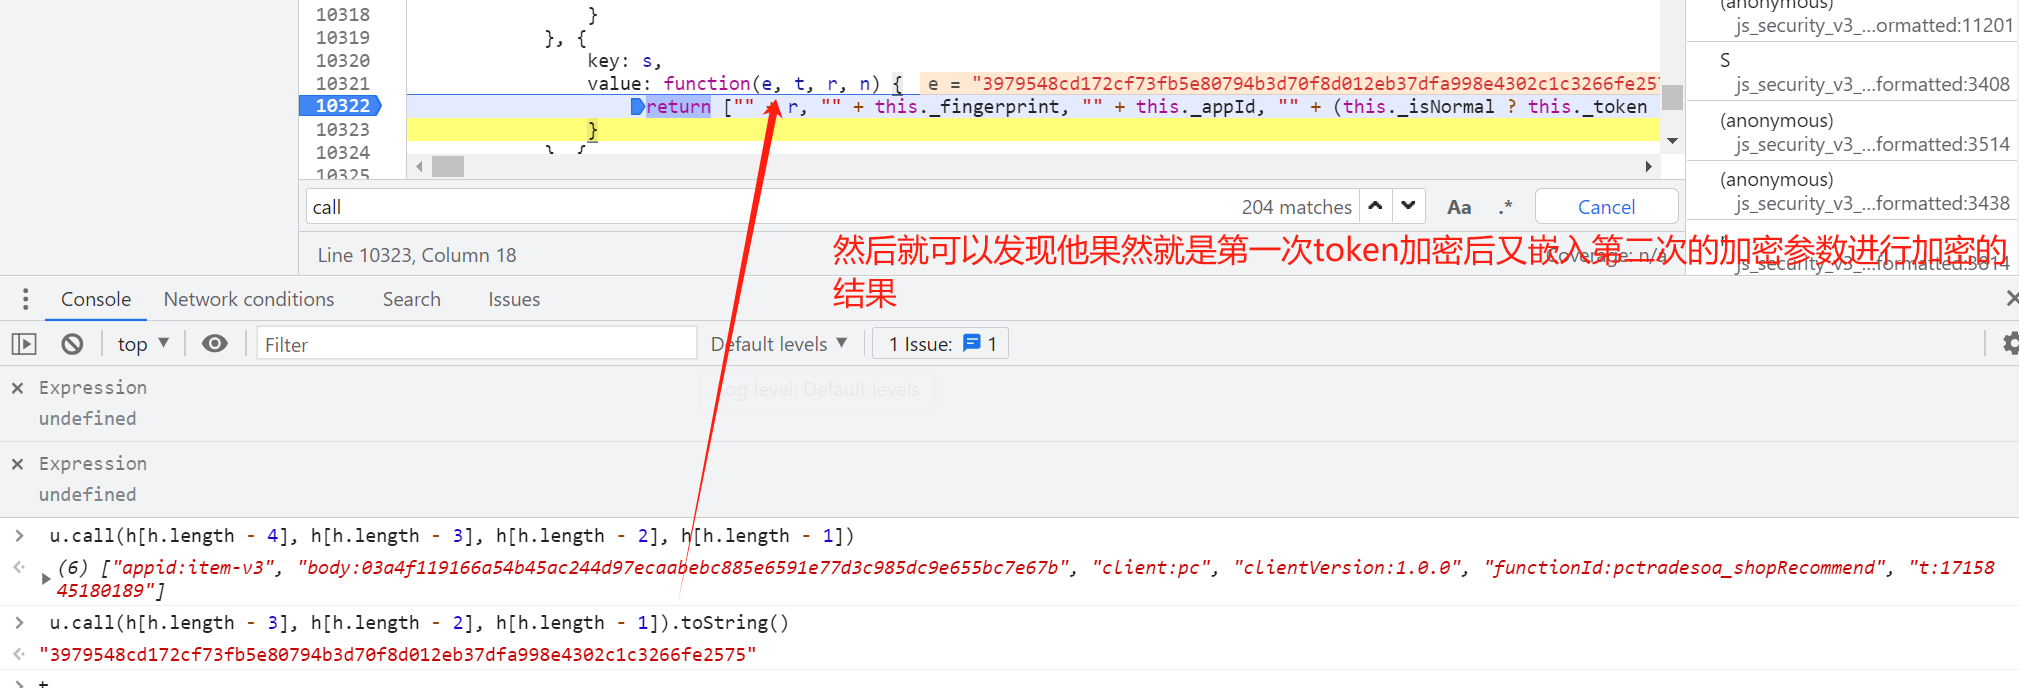 10318 }
10319 }, {
10320 key: s,
10321 value: function(e, t, r, n) { e = "3979548cd172cf73fb5e80794b3d70f8d012eb37dfa998e4302c1c3266fe257
10322 return ["" + r, "" + this._fingerprint, "" + this._appId, "" + (this._isNormal ? this._token
10323 }
10324 }, {
10325
(anonymous)
js_security_v3_...ormatted:11201
S
js_security_v3_...formatted:3408
(anonymous)
js_security_v3_...formatted:3514
(anonymous)
js_security_v3_...formatted:3438
js_security_v3_...formatted:3814
call 204 matches Aa .* Cancel
Line 10323, Column 18 Coverage: n/a
然后就可以发现他果然就是第一次token加密后又嵌入第二次的加密参数进行加密的
结果
Console Network conditions Search Issues
top Filter Default levels 1 Issue: 1
Log level: Default levels
Expression
undefined
Expression
undefined
u.call(h[h.length - 4], h[h.length - 3], h[h.length - 2], h[h.length - 1])
(6) ["appid:item-v3", "body:03a4f119166a54b45ac244d97ecaabebc885e6591e77d3c985dc9e655bc7e67b", "client:pc", "clientVersion:1.0.0", "functionId:pctradesoa_shopRecommend", "t:17158
45180189"]
u.call(h[h.length - 3], h[h.length - 2], h[h.length - 1]).toString()
"3979548cd172cf73fb5e80794b3d70f8d012eb37dfa998e4302c1c3266fe2575"
t